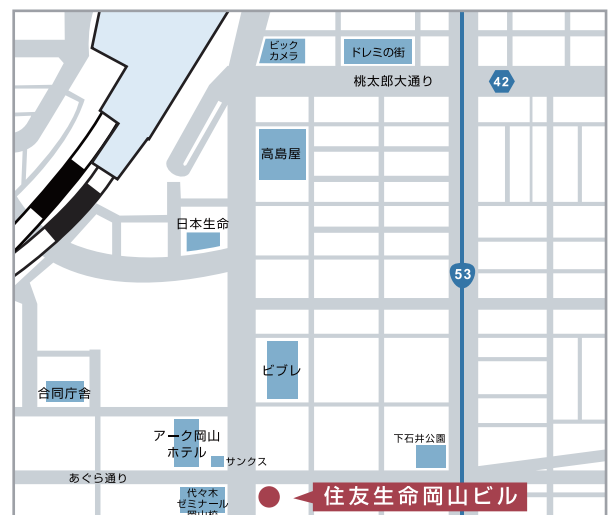 ビック
カメラ
ドレミの街
桃太郎大通り
42
高島屋
日本生命
53
ビブレ
合同庁舎
アーク岡山
ホテル
サンクス
下石井公園
あぐら通り
代々木
ゼミナール
岡山校
住友生命岡山ビル